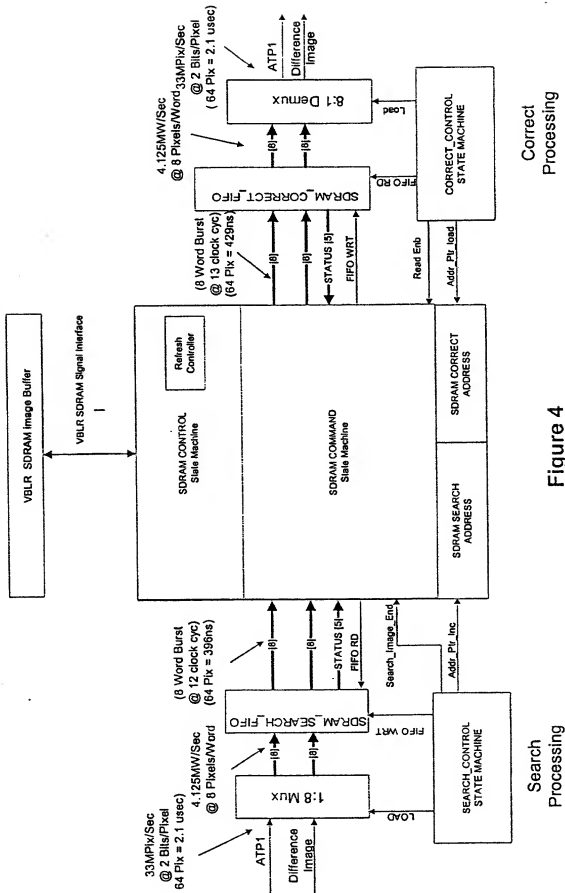 VBLR SDRAM Image Buffer
VBLR SDRAM Signal Interface
SDRAM CONTROL
State Machine
Refresh
Controller
SDRAM COMMAND
State Machine
SDRAM SEARCH
ADDRESS
SDRAM CORRECT
ADDRESS
33MPix/Sec
@ 2 Bits/Pixel
64 Pix = 2.1 usec)
ATP1
Difference
Image
1:8 Mux
4.125MW/Sec
@ 8 Pixels/Word
[8]
[8]
SDRAM_SEARCH_FIFO
(8 Word Burst
@ 12 clock cyc)
(64 Pix = 396ns)
[8]
[8]
STATUS [5]
FIFO RD
Search_Image_End
Addr_Ptr_Inc
LOAD
FIFO WRT
SEARCH_CONTROL
STATE MACHINE
Search
Processing
(8 Word Burst
@ 13 clock cyc)
(64 Pix = 429ns)
[8]
[8]
STATUS [5]
FIFO WRT
Read Enb
Addr_Ptr_load
SDRAM_CORRECT_FIFO
4.125MW/Sec
@ 8 Pixels/Word
[8]
[8]
8:1 Demux
33MPix/Sec
@ 2 Bits/Pixel
(64 Pix = 2.1 usec)
ATP1
Difference
Image
FIFO RD
Load
CORRECT_CONTROL
STATE MACHINE
Correct
Processing
Figure 4